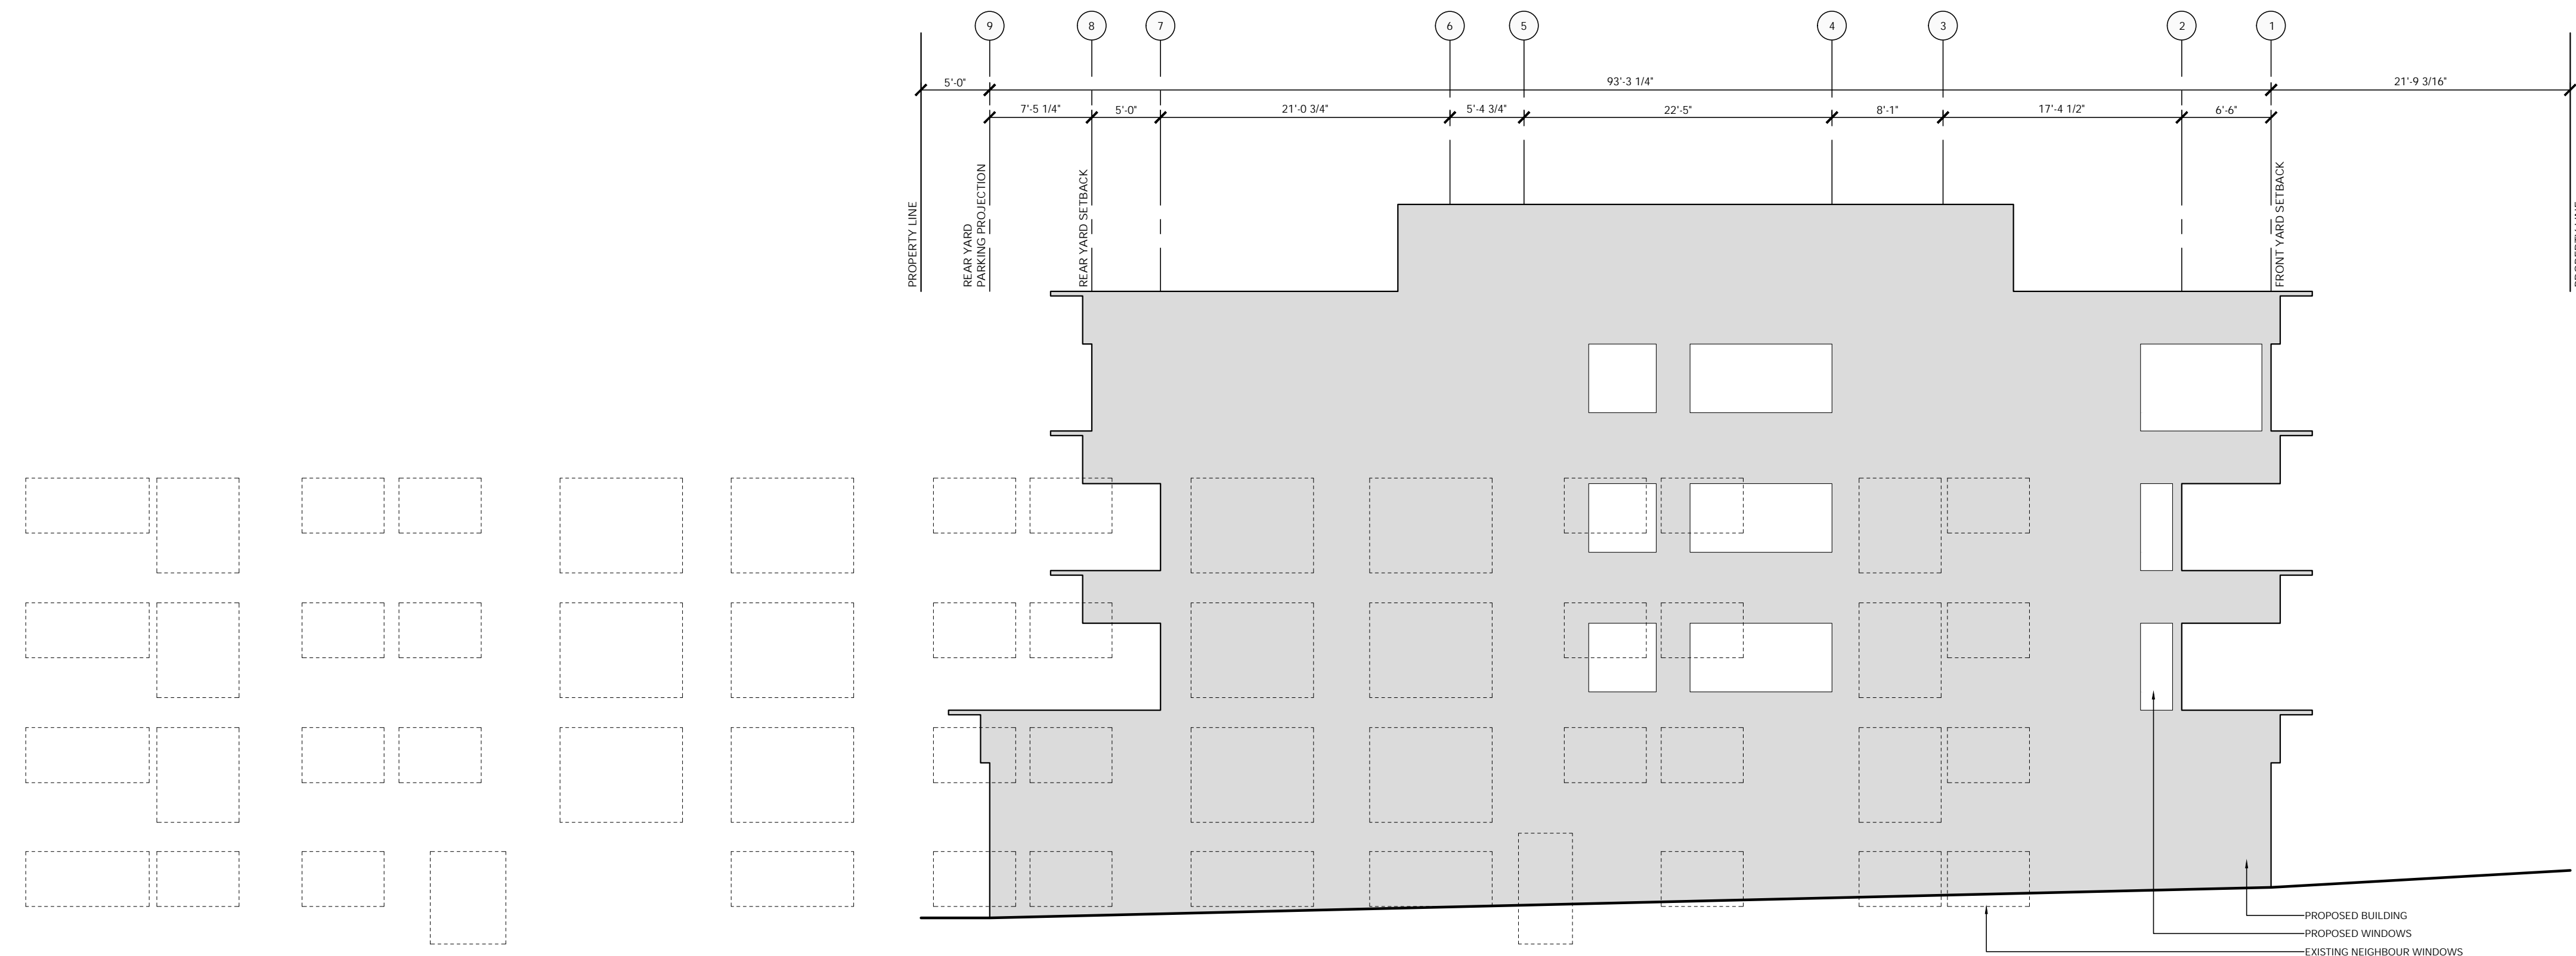 9 8 7 6 5 4 3 2 1
5'-0" 93'-3 1/4" 21'-9 3/16"
7'-5 1/4" 5'-0" 21'-0 3/4" 5'-4 3/4" 22'-5" 8'-1" 17'-4 1/2" 6'-6"
PROPERTY LINE
REAR YARD
PARKING PROJECTION
REAR YARD SETBACK
FRONT YARD SETBACK
PROPOSED BUILDING
PROPOSED WINDOWS
EXISTING NEIGHBOUR WINDOWS